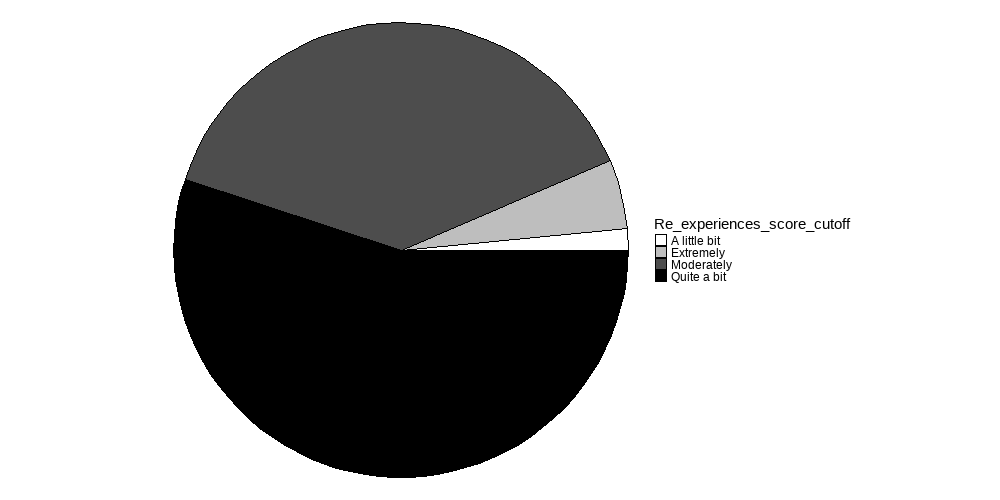 Re_experiences_score_cutoff
A little bit
Extremely
Moderately
Quite a bit